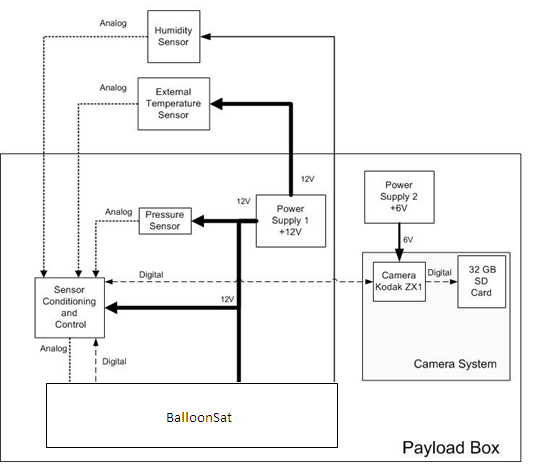 Analog
Humidity
Sensor
Analog
External
Temperature
Sensor
12V
12V
Power
Supply 2
+6V
Analog
Pressure
Sensor
Power
Supply 1
+12V
6V
Digital
Camera
Kodak ZX1
Digital
32 GB
SD
Card
Sensor
Conditioning
and
Control
12V
Analog
Digital
Camera System
BalloonSat
Payload Box